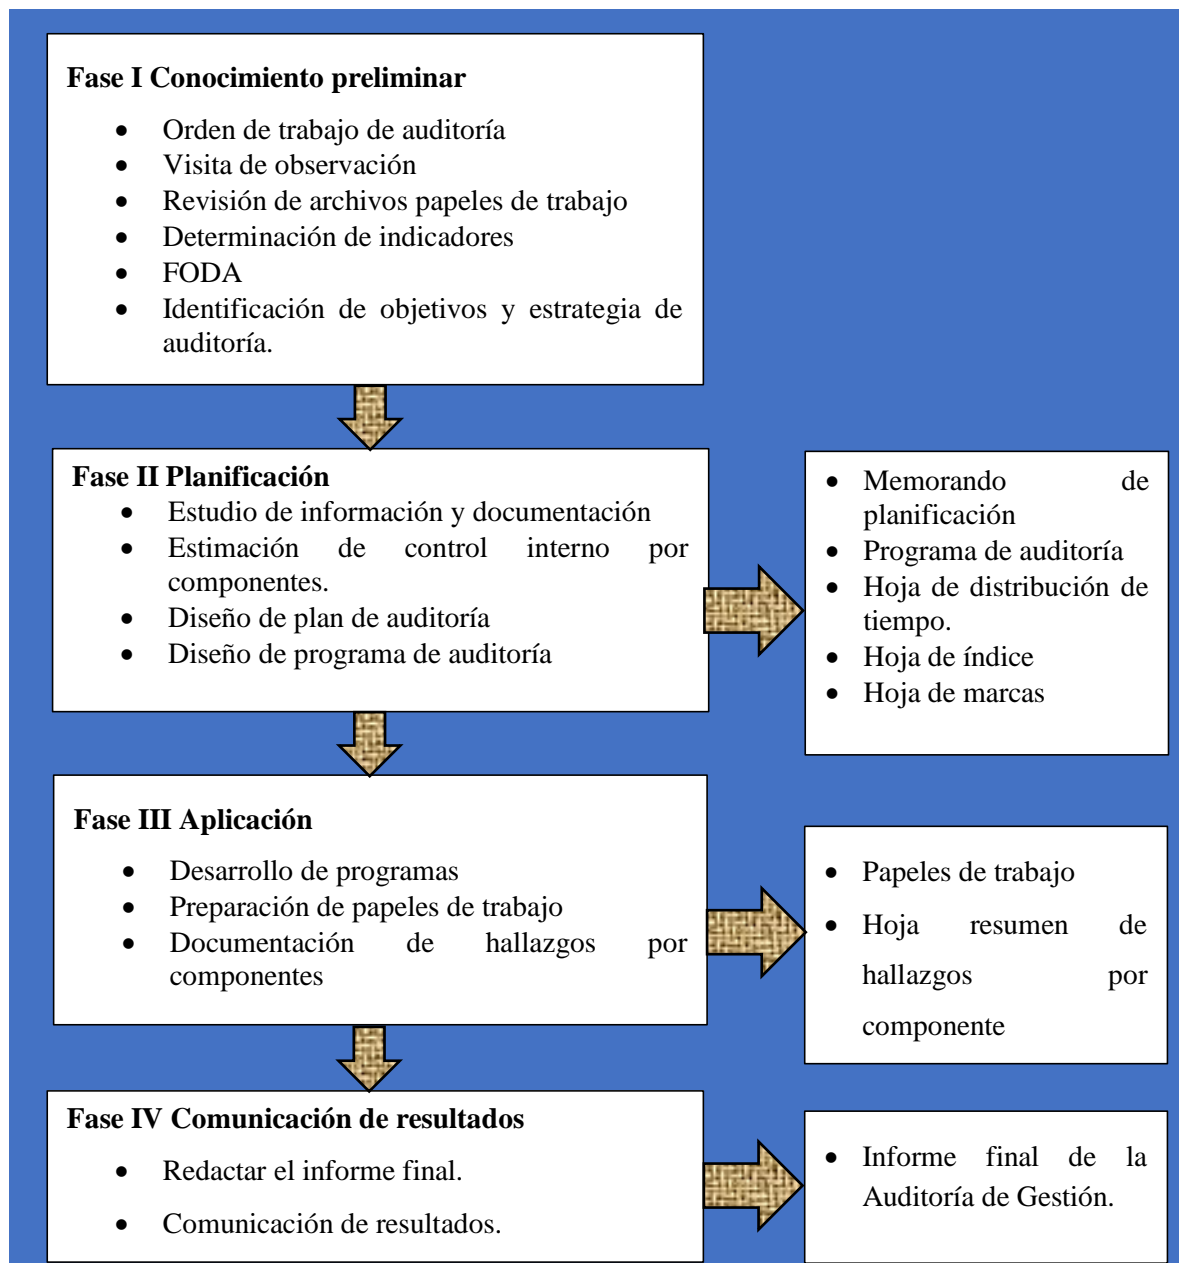 Fase I Conocimiento preliminar
• Orden de trabajo de auditoría
• Visita de observación
• Revisión de archivos papeles de trabajo
• Determinación de indicadores
• FODA
• Identificación de objetivos y estrategia de
auditoría.
Fase II Planificación
• Estudio de información y documentación
• Estimación de control interno por
componentes.
• Diseño de plan de auditoría
• Diseño de programa de auditoría
• Memorando de
planificación
• Programa de auditoría
• Hoja de distribución de
tiempo.
• Hoja de índice
• Hoja de marcas
Fase III Aplicación
• Desarrollo de programas
• Preparación de papeles de trabajo
• Documentación de hallazgos por
componentes
• Papeles de trabajo
• Hoja resumen de
hallazgos por
componente
Fase IV Comunicación de resultados
• Redactar el informe final.
• Comunicación de resultados.
• Informe final de la
Auditoría de Gestión.